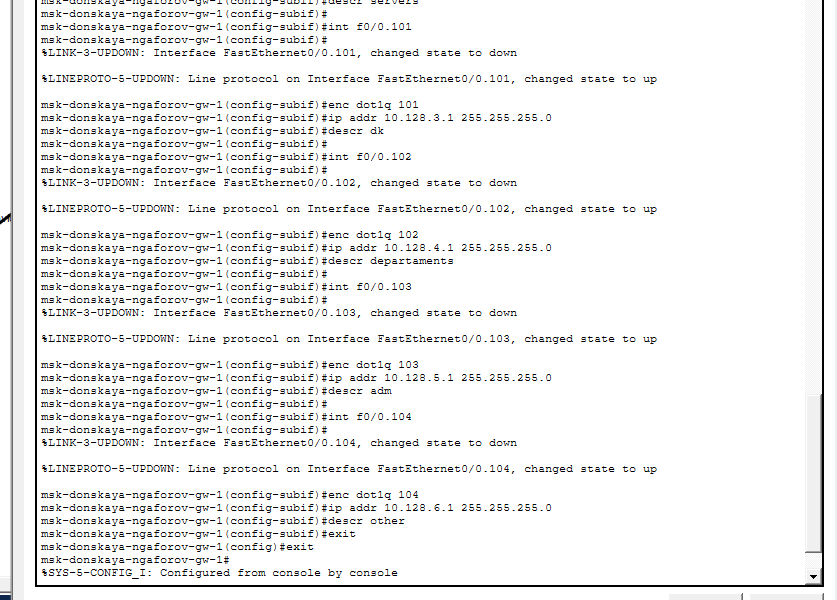 msk-donskaya-ngaforov-gw-1(config-subif)#descr servers
msk-donskaya-ngaforov-gw-1(config-subif)#
msk-donskaya-ngaforov-gw-1(config-subif)#int f0/0.101
msk-donskaya-ngaforov-gw-1(config-subif)#
%LINK-3-UPDOWN: Interface FastEthernet0/0.101, changed state to down
%LINEPROTO-5-UPDOWN: Line protocol on Interface FastEthernet0/0.101, changed state to up
msk-donskaya-ngaforov-gw-1(config-subif)#enc dot1q 101
msk-donskaya-ngaforov-gw-1(config-subif)#ip addr 10.128.3.1 255.255.255.0
msk-donskaya-ngaforov-gw-1(config-subif)#descr dk
msk-donskaya-ngaforov-gw-1(config-subif)#
msk-donskaya-ngaforov-gw-1(config-subif)#int f0/0.102
msk-donskaya-ngaforov-gw-1(config-subif)#
%LINK-3-UPDOWN: Interface FastEthernet0/0.102, changed state to down
%LINEPROTO-5-UPDOWN: Line protocol on Interface FastEthernet0/0.102, changed state to up
msk-donskaya-ngaforov-gw-1(config-subif)#enc dot1q 102
msk-donskaya-ngaforov-gw-1(config-subif)#ip addr 10.128.4.1 255.255.255.0
msk-donskaya-ngaforov-gw-1(config-subif)#descr departaments
msk-donskaya-ngaforov-gw-1(config-subif)#
msk-donskaya-ngaforov-gw-1(config-subif)#int f0/0.103
msk-donskaya-ngaforov-gw-1(config-subif)#
%LINK-3-UPDOWN: Interface FastEthernet0/0.103, changed state to down
%LINEPROTO-5-UPDOWN: Line protocol on Interface FastEthernet0/0.103, changed state to up
msk-donskaya-ngaforov-gw-1(config-subif)#enc dot1q 103
msk-donskaya-ngaforov-gw-1(config-subif)#ip addr 10.128.5.1 255.255.255.0
msk-donskaya-ngaforov-gw-1(config-subif)#descr adm
msk-donskaya-ngaforov-gw-1(config-subif)#
msk-donskaya-ngaforov-gw-1(config-subif)#int f0/0.104
msk-donskaya-ngaforov-gw-1(config-subif)#
%LINK-3-UPDOWN: Interface FastEthernet0/0.104, changed state to down
%LINEPROTO-5-UPDOWN: Line protocol on Interface FastEthernet0/0.104, changed state to up
msk-donskaya-ngaforov-gw-1(config-subif)#enc dot1q 104
msk-donskaya-ngaforov-gw-1(config-subif)#ip addr 10.128.6.1 255.255.255.0
msk-donskaya-ngaforov-gw-1(config-subif)#descr other
msk-donskaya-ngaforov-gw-1(config-subif)#exit
msk-donskaya-ngaforov-gw-1(config)#exit
msk-donskaya-ngaforov-gw-1#
%SYS-5-CONFIG_I: Configured from console by console